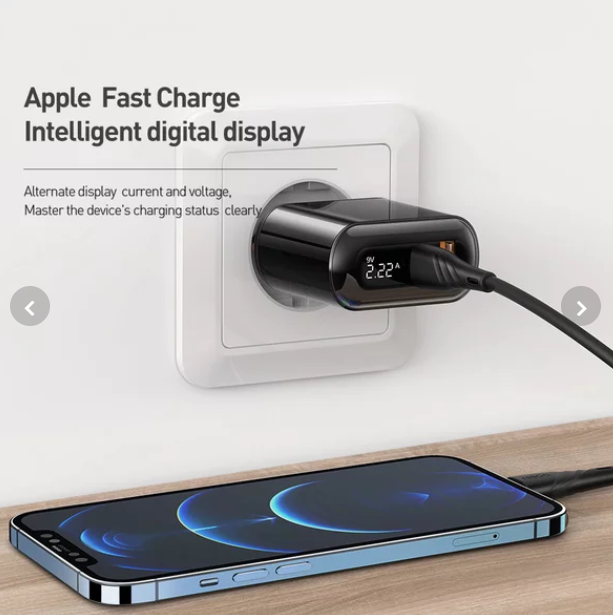 Apple Fast Charge
Intelligent digital display
Alternate display current and voltage,
Master the device's charging status clearly
9V
2.22A